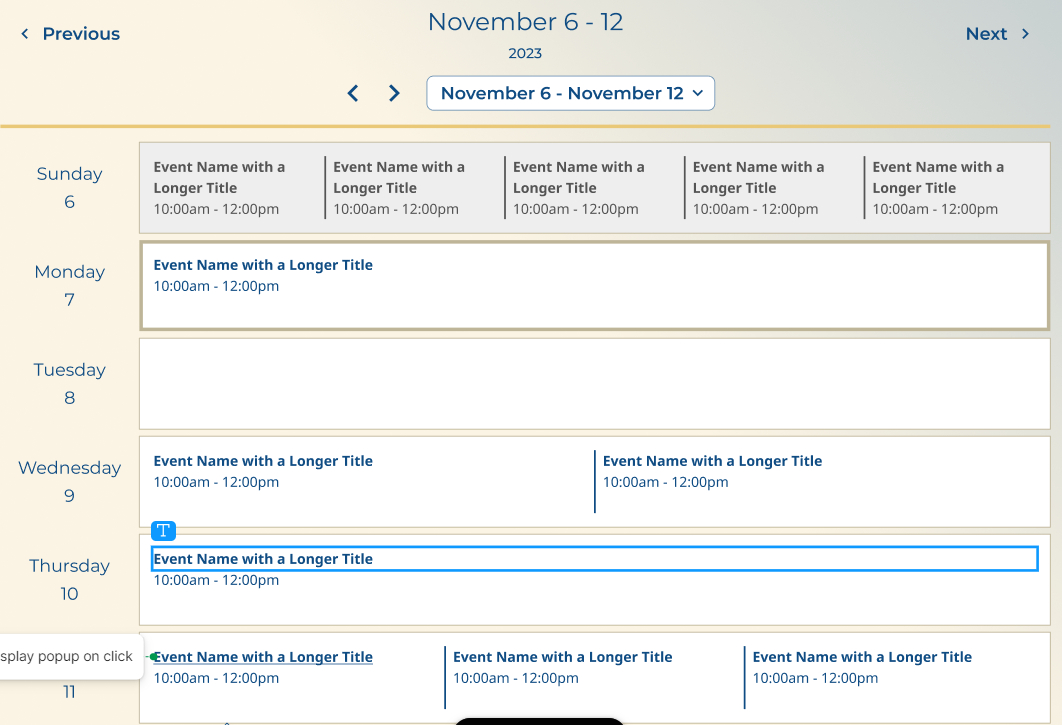 Previous
November 6 - 12
2023
Next
November 6 - November 12
Sunday
6
Event Name with a
Longer Title
10:00am - 12:00pm
Event Name with a
Longer Title
10:00am - 12:00pm
Event Name with a
Longer Title
10:00am - 12:00pm
Event Name with a
Longer Title
10:00am - 12:00pm
Event Name with a
Longer Title
10:00am - 12:00pm
Monday
7
Event Name with a Longer Title
10:00am - 12:00pm
Tuesday
8
Wednesday
9
Event Name with a Longer Title
10:00am - 12:00pm
Event Name with a Longer Title
10:00am - 12:00pm
T
Thursday
10
Event Name with a Longer Title
10:00am - 12:00pm
splay popup on click
11
Event Name with a Longer Title
10:00am - 12:00pm
Event Name with a Longer Title
10:00am - 12:00pm
Event Name with a Longer Title
10:00am - 12:00pm